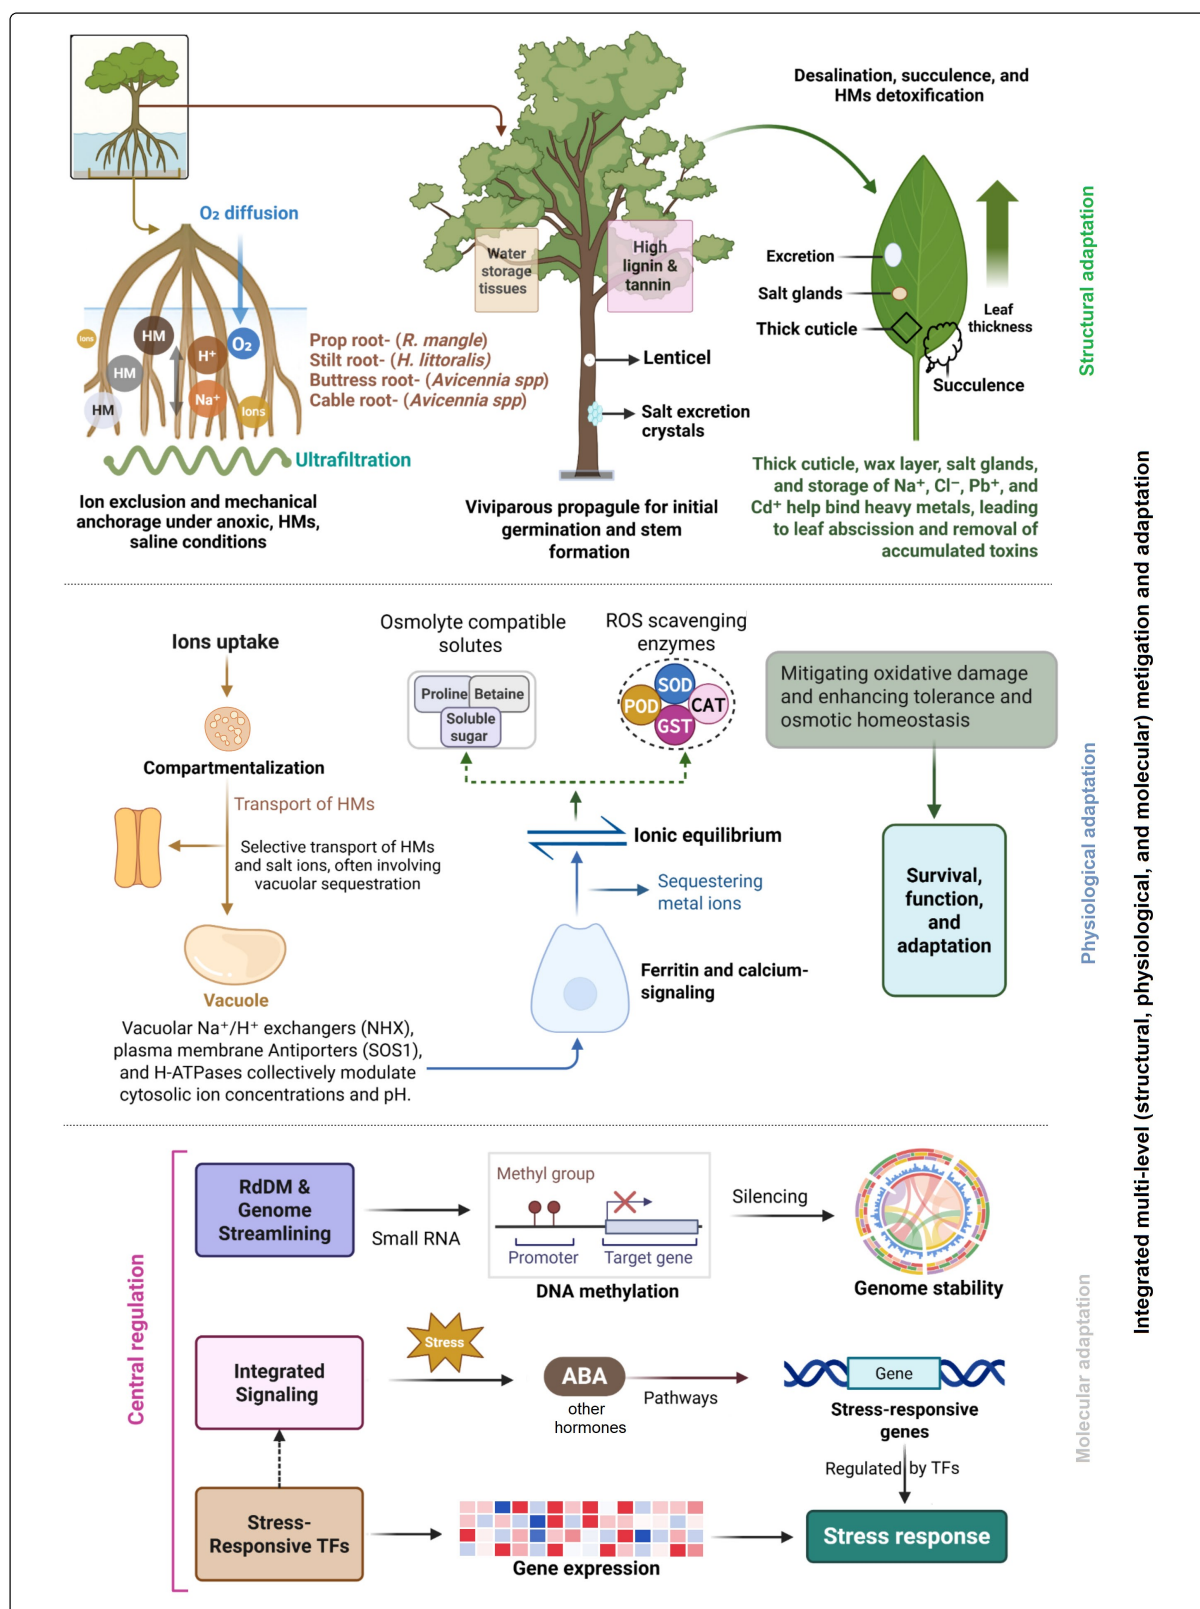 Desalination, succulence, and
HMs detoxification
O₂ diffusion
Ions
HM
HM
HM
H⁺
Na⁺
O₂
Ions
Prop root- (R. mangle)
Stilt root- (H. littoralis)
Buttress root- (Avicennia spp)
Cable root- (Avicennia spp)
Ultrafiltration
Ion exclusion and mechanical
anchorage under anoxic, HMs,
saline conditions
Water
storage
tissues
High
lignin &
tannin
Lenticel
Salt excretion
crystals
Viviparous propagule for initial
germination and stem
formation
Excretion
Salt glands
Thick cuticle
Leaf
thickness
Succulence
Thick cuticle, wax layer, salt glands,
and storage of Na⁺, Cl⁻, Pb⁺, and
Cd⁺ help bind heavy metals, leading
to leaf abscission and removal of
accumulated toxins
Structural adaptation
Ions uptake
Compartmentalization
Transport of HMs
Selective transport of HMs
and salt ions, often involving
vacuolar sequestration
Vacuole
Vacuolar Na⁺/H⁺ exchangers (NHX),
plasma membrane Antiporters (SOS1),
and H-ATPases collectively modulate
cytosolic ion concentrations and pH.
Osmolyte compatible
solutes
Proline
Betaine
Soluble
sugar
ROS scavenging
enzymes
SOD
POD
CAT
GST
Ionic equilibrium
Sequestering
metal ions
Ferritin and calcium-
signaling
Mitigating oxidative damage
and enhancing tolerance and
osmotic homeostasis
Survival,
function,
and
adaptation
Physiological adaptation
Integrated multi-level (structural, physiological, and molecular) metigation and adaptation
Central regulation
RdDM &
Genome
Streamlining
Small RNA
Methyl group
Promoter
Target gene
DNA methylation
Silencing
Genome stability
Integrated
Signaling
Stress
ABA
other
hormones
Pathways
Gene
Stress-responsive
genes
Regulated by TFs
Stress-
Responsive TFs
Gene expression
Stress response
Molecular adaptation